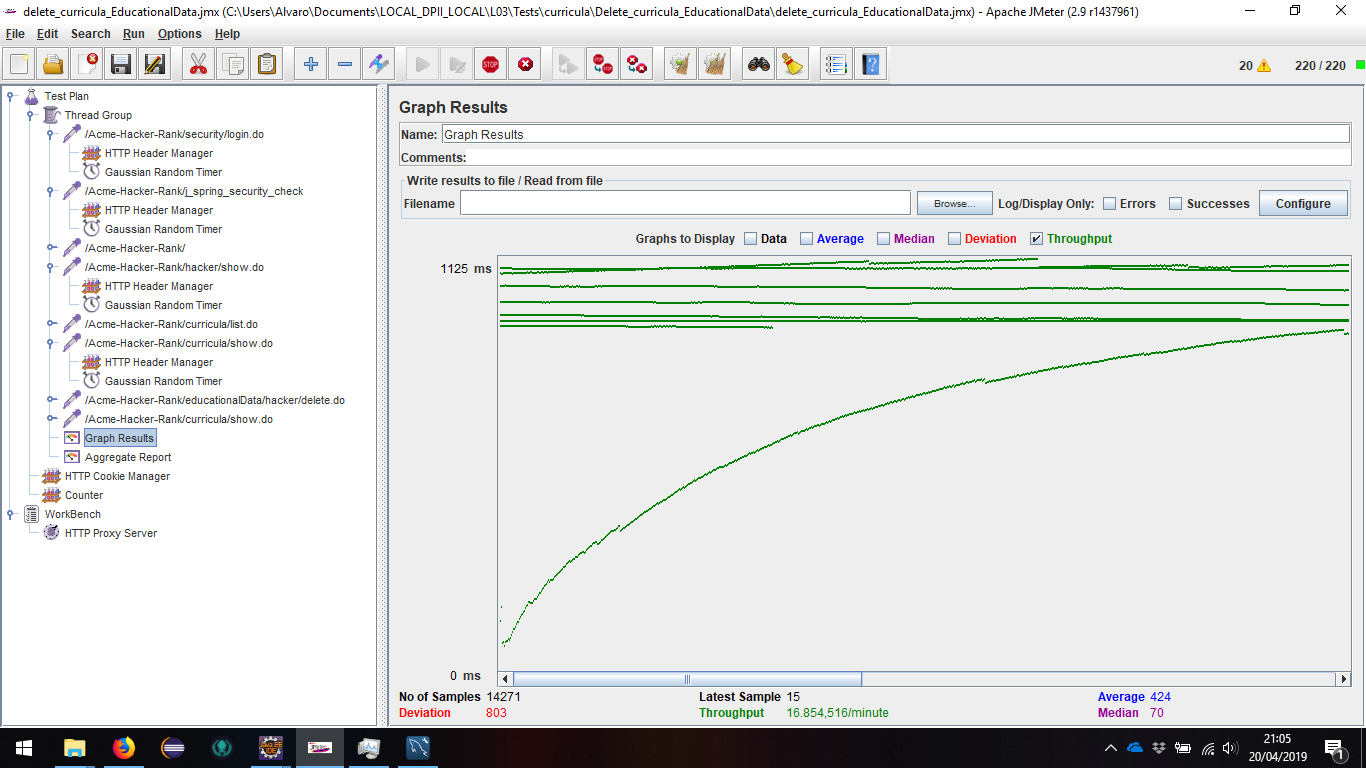 delete_curricula_EducationalData.jmx (C:\Users\Alvaro\Documents\LOCAL_DPII_LOCAL\L03\Tests\curricula\Delete_curricula_EducationalData\delete_curricula_EducationalData.jmx) - Apache JMeter (2.9 r1437961)
File Edit Search Run Options Help
STOP
20 220 / 220
Test Plan
Thread Group
/Acme-Hacker-Rank/security/login.do
HTTP Header Manager
Gaussian Random Timer
/Acme-Hacker-Rank/j_spring_security_check
HTTP Header Manager
Gaussian Random Timer
/Acme-Hacker-Rank/
/Acme-Hacker-Rank/hacker/show.do
HTTP Header Manager
Gaussian Random Timer
/Acme-Hacker-Rank/curricula/list.do
/Acme-Hacker-Rank/curricula/show.do
HTTP Header Manager
Gaussian Random Timer
/Acme-Hacker-Rank/educationalData/hacker/delete.do
/Acme-Hacker-Rank/curricula/show.do
Graph Results
Aggregate Report
HTTP Cookie Manager
Counter
WorkBench
HTTP Proxy Server
Graph Results
Name: Graph Results
Comments:
Write results to file / Read from file
Filename Browse... Log/Display Only: Errors Successes Configure
Graphs to Display Data Average Median Deviation Throughput
1125 ms
0 ms
No of Samples 14271 Latest Sample 15 Average 424
Deviation 803 Throughput 16.854,516/minute Median 70
21:05
20/04/2019
1